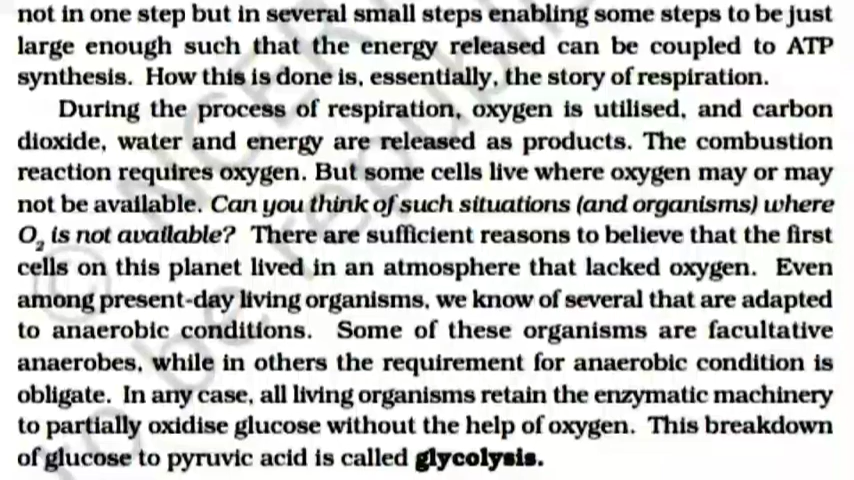 not in one step but in several small steps enabling some steps to be just
large enough such that the energy released can be coupled to ATP
synthesis. How this is done is, essentially, the story of respiration.
During the process of respiration, oxygen is utilised, and carbon
dioxide, water and energy are released as products. The combustion
reaction requires oxygen. But some cells live where oxygen may or may
not be available. Can you think of such situations (and organisms) where
O₂ is not available? There are sufficient reasons to believe that the first
cells on this planet lived in an atmosphere that lacked oxygen. Even
among present-day living organisms, we know of several that are adapted
to anaerobic conditions. Some of these organisms are facultative
anaerobes, while in others the requirement for anaerobic condition is
obligate. In any case, all living organisms retain the enzymatic machinery
to partially oxidise glucose without the help of oxygen. This breakdown
of glucose to pyruvic acid is called glycolysis.